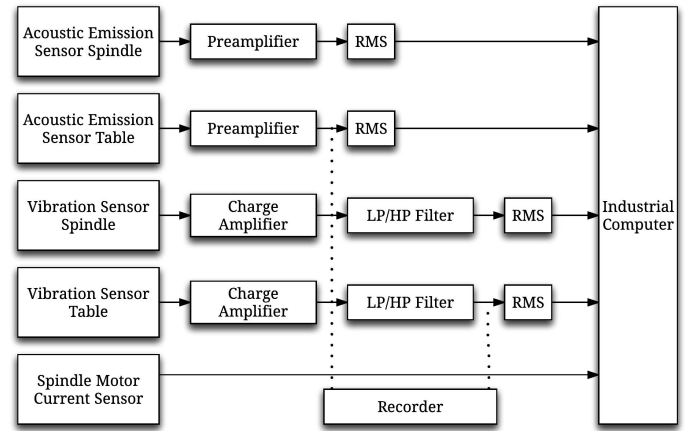 Acoustic Emission
Sensor Spindle
Preamplifier
RMS
Acoustic Emission
Sensor Table
Preamplifier
RMS
Vibration Sensor
Spindle
Charge
Amplifier
LP/HP Filter
RMS
Industrial
Computer
Vibration Sensor
Table
Charge
Amplifier
LP/HP Filter
RMS
Spindle Motor
Current Sensor
Recorder